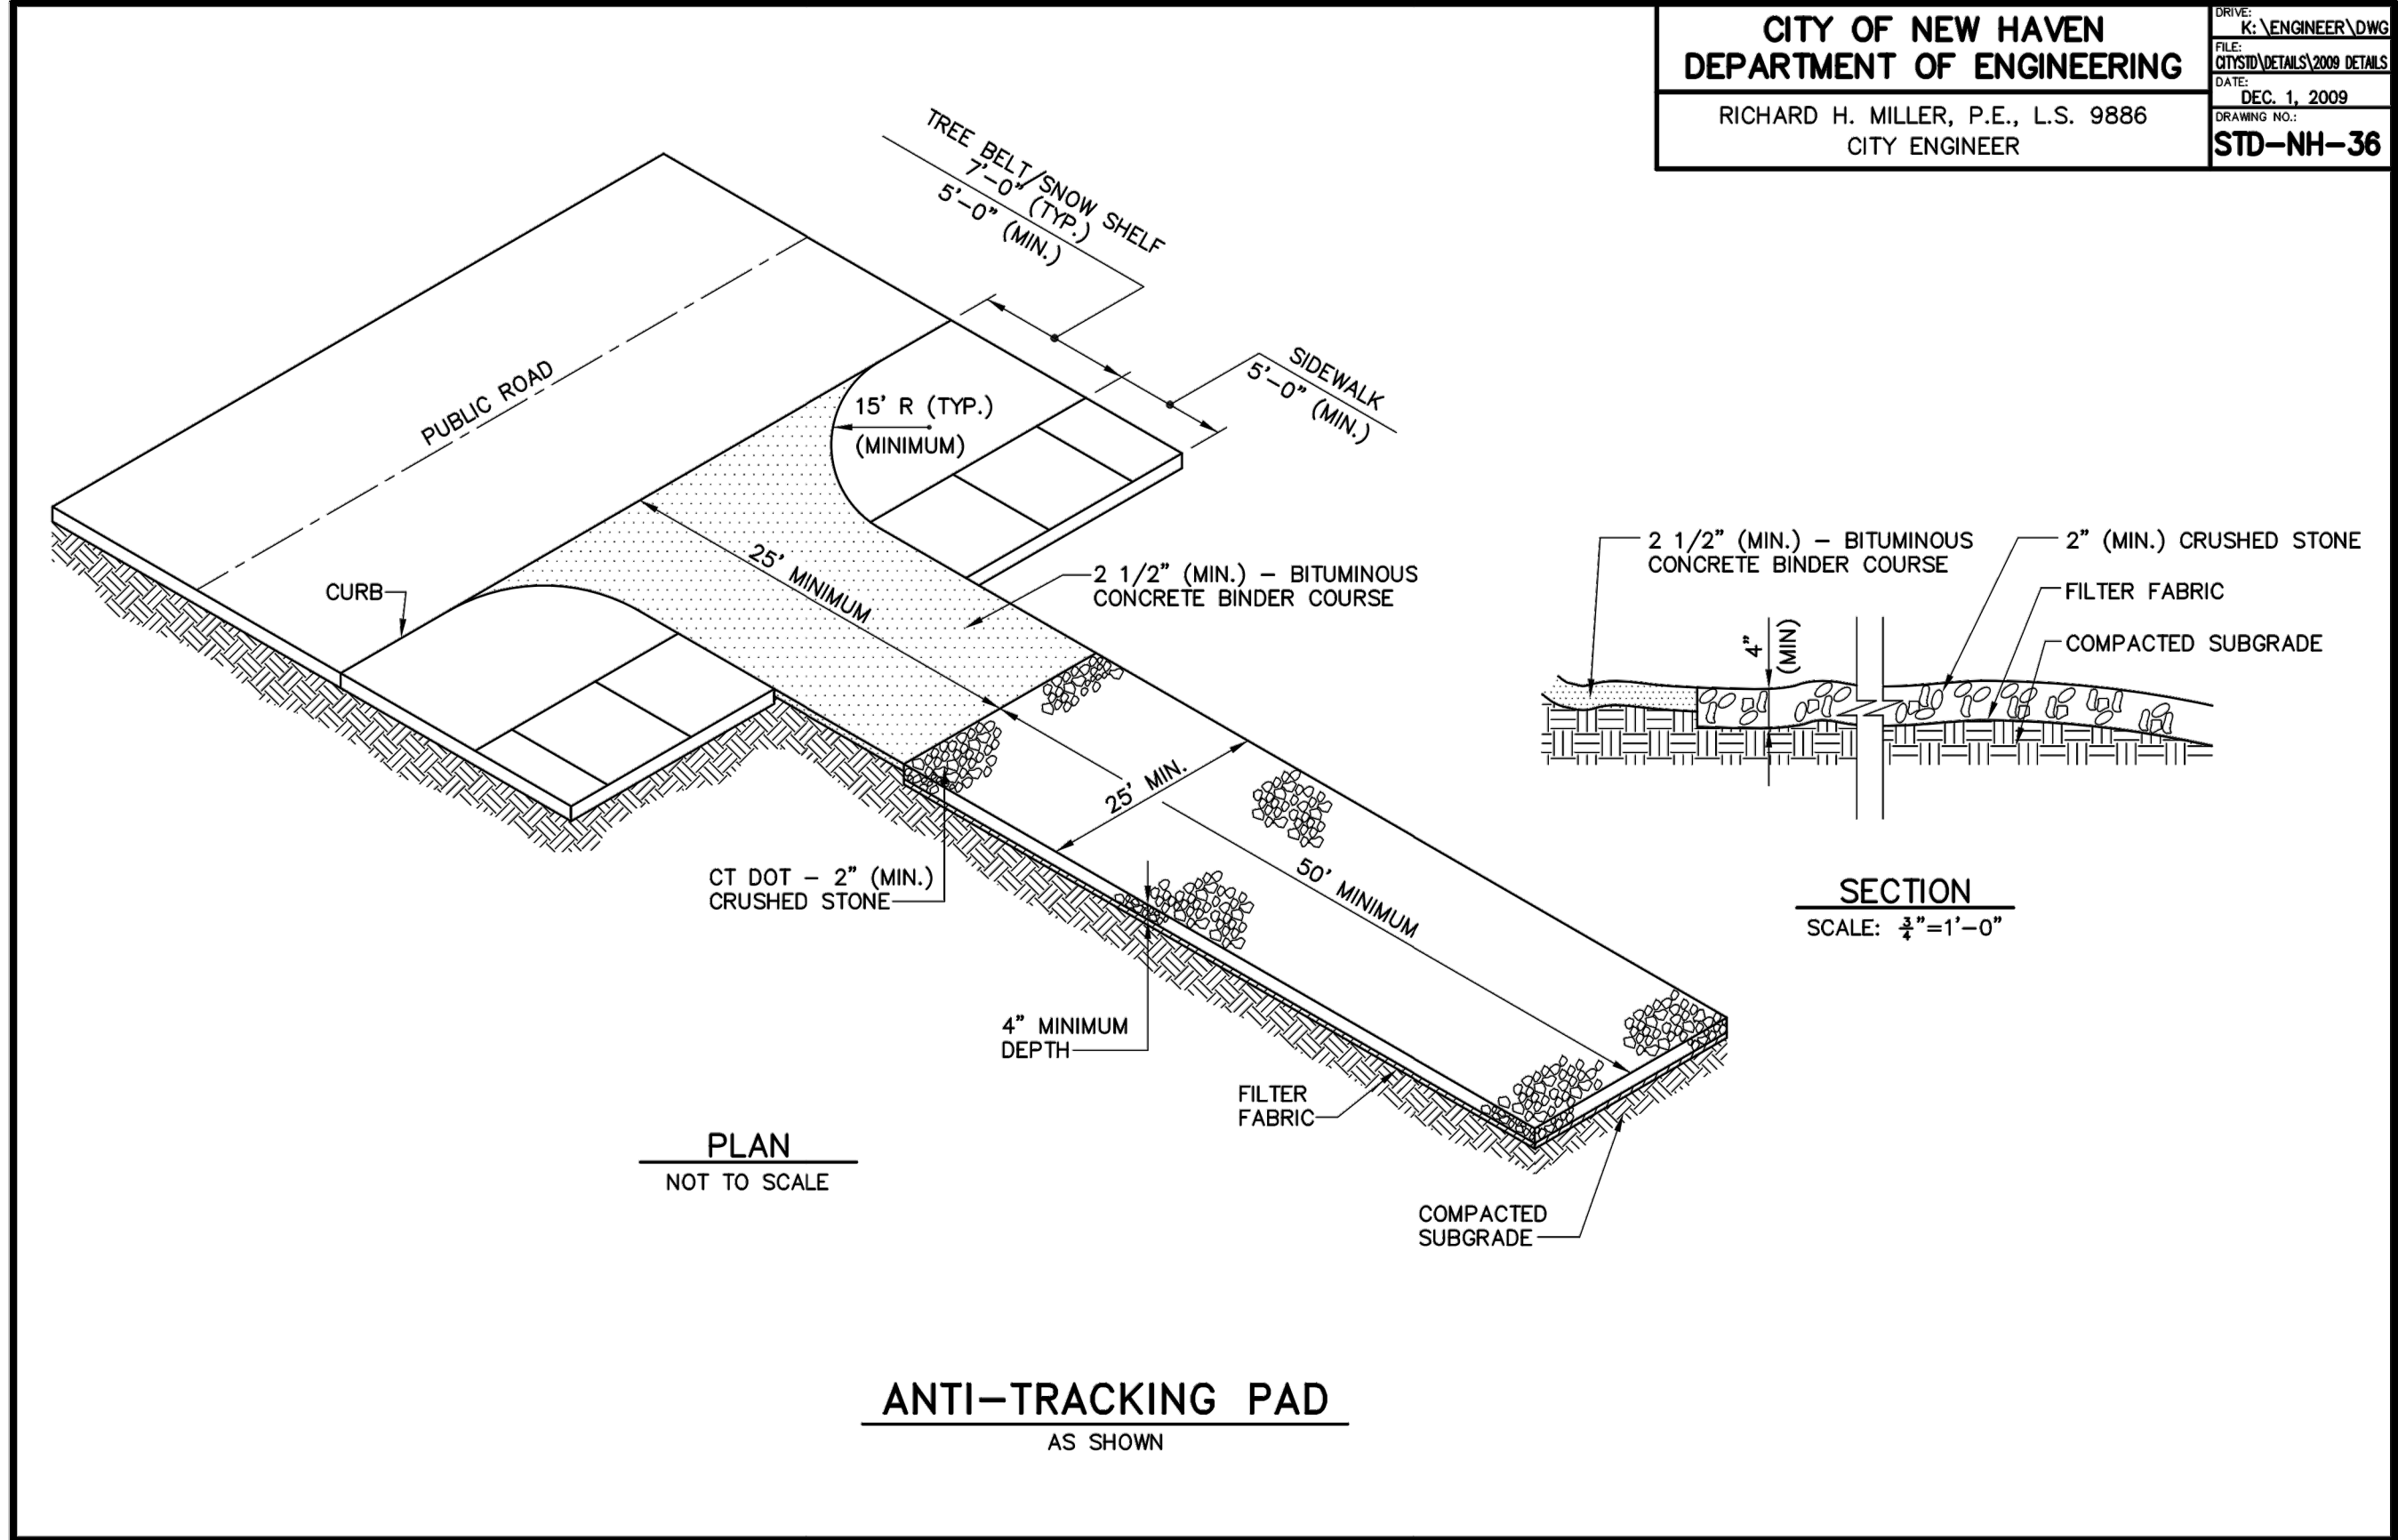 CITY OF NEW HAVEN
DEPARTMENT OF ENGINEERING
RICHARD H. MILLER, P.E., L.S. 9886
CITY ENGINEER
DRIVE:
K:\ENGINEER\DWG
FILE:
CITYSTD\DETAILS\2009 DETAILS
DATE:
DEC. 1, 2009
DRAWING NO.:
STD-NH-36
TREE BELT/SNOW SHELF
7'-0" (TYP.)
5'-0" (MIN.)
SIDEWALK
5'-0" (MIN.)
PUBLIC ROAD
15' R (TYP.)
(MINIMUM)
CURB
25' MINIMUM
2 1/2" (MIN.) - BITUMINOUS
CONCRETE BINDER COURSE
25' MIN.
50' MINIMUM
CT DOT - 2" (MIN.)
CRUSHED STONE
4" MINIMUM
DEPTH
FILTER
FABRIC
COMPACTED
SUBGRADE
PLAN
NOT TO SCALE
2 1/2" (MIN.) - BITUMINOUS
CONCRETE BINDER COURSE
2" (MIN.) CRUSHED STONE
FILTER FABRIC
COMPACTED SUBGRADE
4"
(MIN)
SECTION
SCALE: 3/4"=1'-0"
ANTI-TRACKING PAD
AS SHOWN